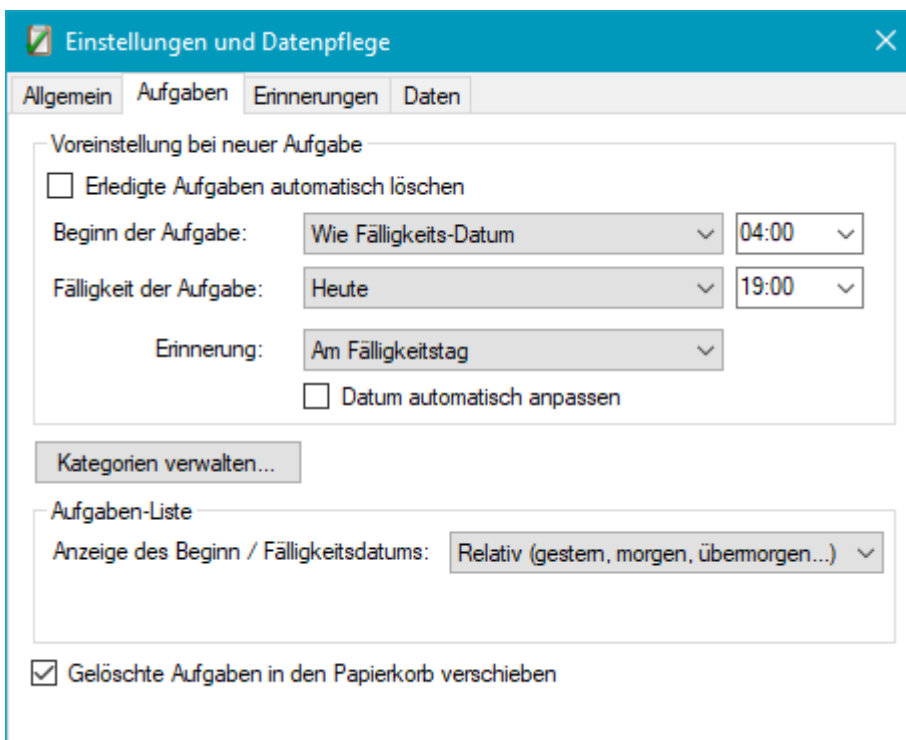 Einstellungen und Datenpflege
Allgemein Aufgaben Erinnerungen Daten
Voreinstellung bei neuer Aufgabe
Erledigte Aufgaben automatisch löschen
Beginn der Aufgabe: Wie Fälligkeits-Datum 04:00
Fälligkeit der Aufgabe: Heute 19:00
Erinnerung: Am Fälligkeitstag
Datum automatisch anpassen
Kategorien verwalten...
Aufgaben-Liste
Anzeige des Beginn / Fälligkeitsdatums: Relativ (gestern, morgen, übermorgen...)
Gelöschte Aufgaben in den Papierkorb verschieben